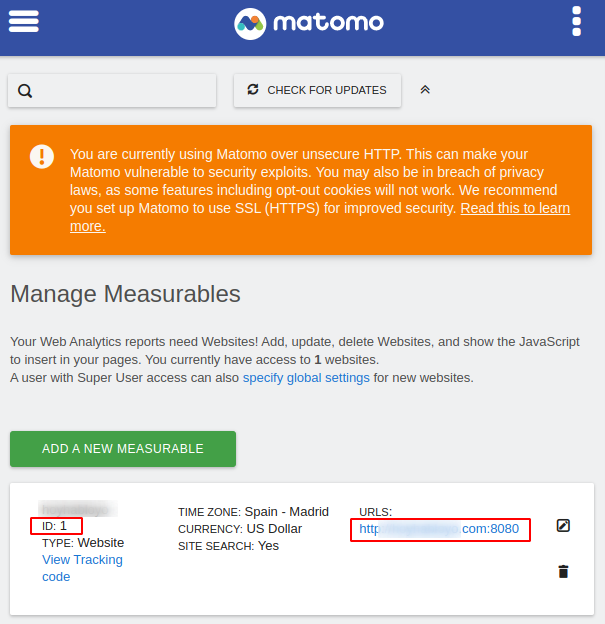 matomo
CHECK FOR UPDATES
You are currently using Matomo over unsecure HTTP. This can make your
Matomo vulnerable to security exploits. You may also be in breach of privacy
laws, as some features including opt-out cookies will not work. We recommend
you set up Matomo to use SSL (HTTPS) for improved security. Read this to learn
more.
Manage Measurables
Your Web Analytics reports need Websites! Add, update, delete Websites, and show the JavaScript
to insert in your pages. You currently have access to 1 websites.
A user with Super User access can also specify global settings for new websites.
ADD A NEW MEASURABLE
ID: 1
TYPE: Website
View Tracking
code
TIME ZONE: Spain - Madrid
CURRENCY: US Dollar
SITE SEARCH: Yes
URLS:
http .com:8080